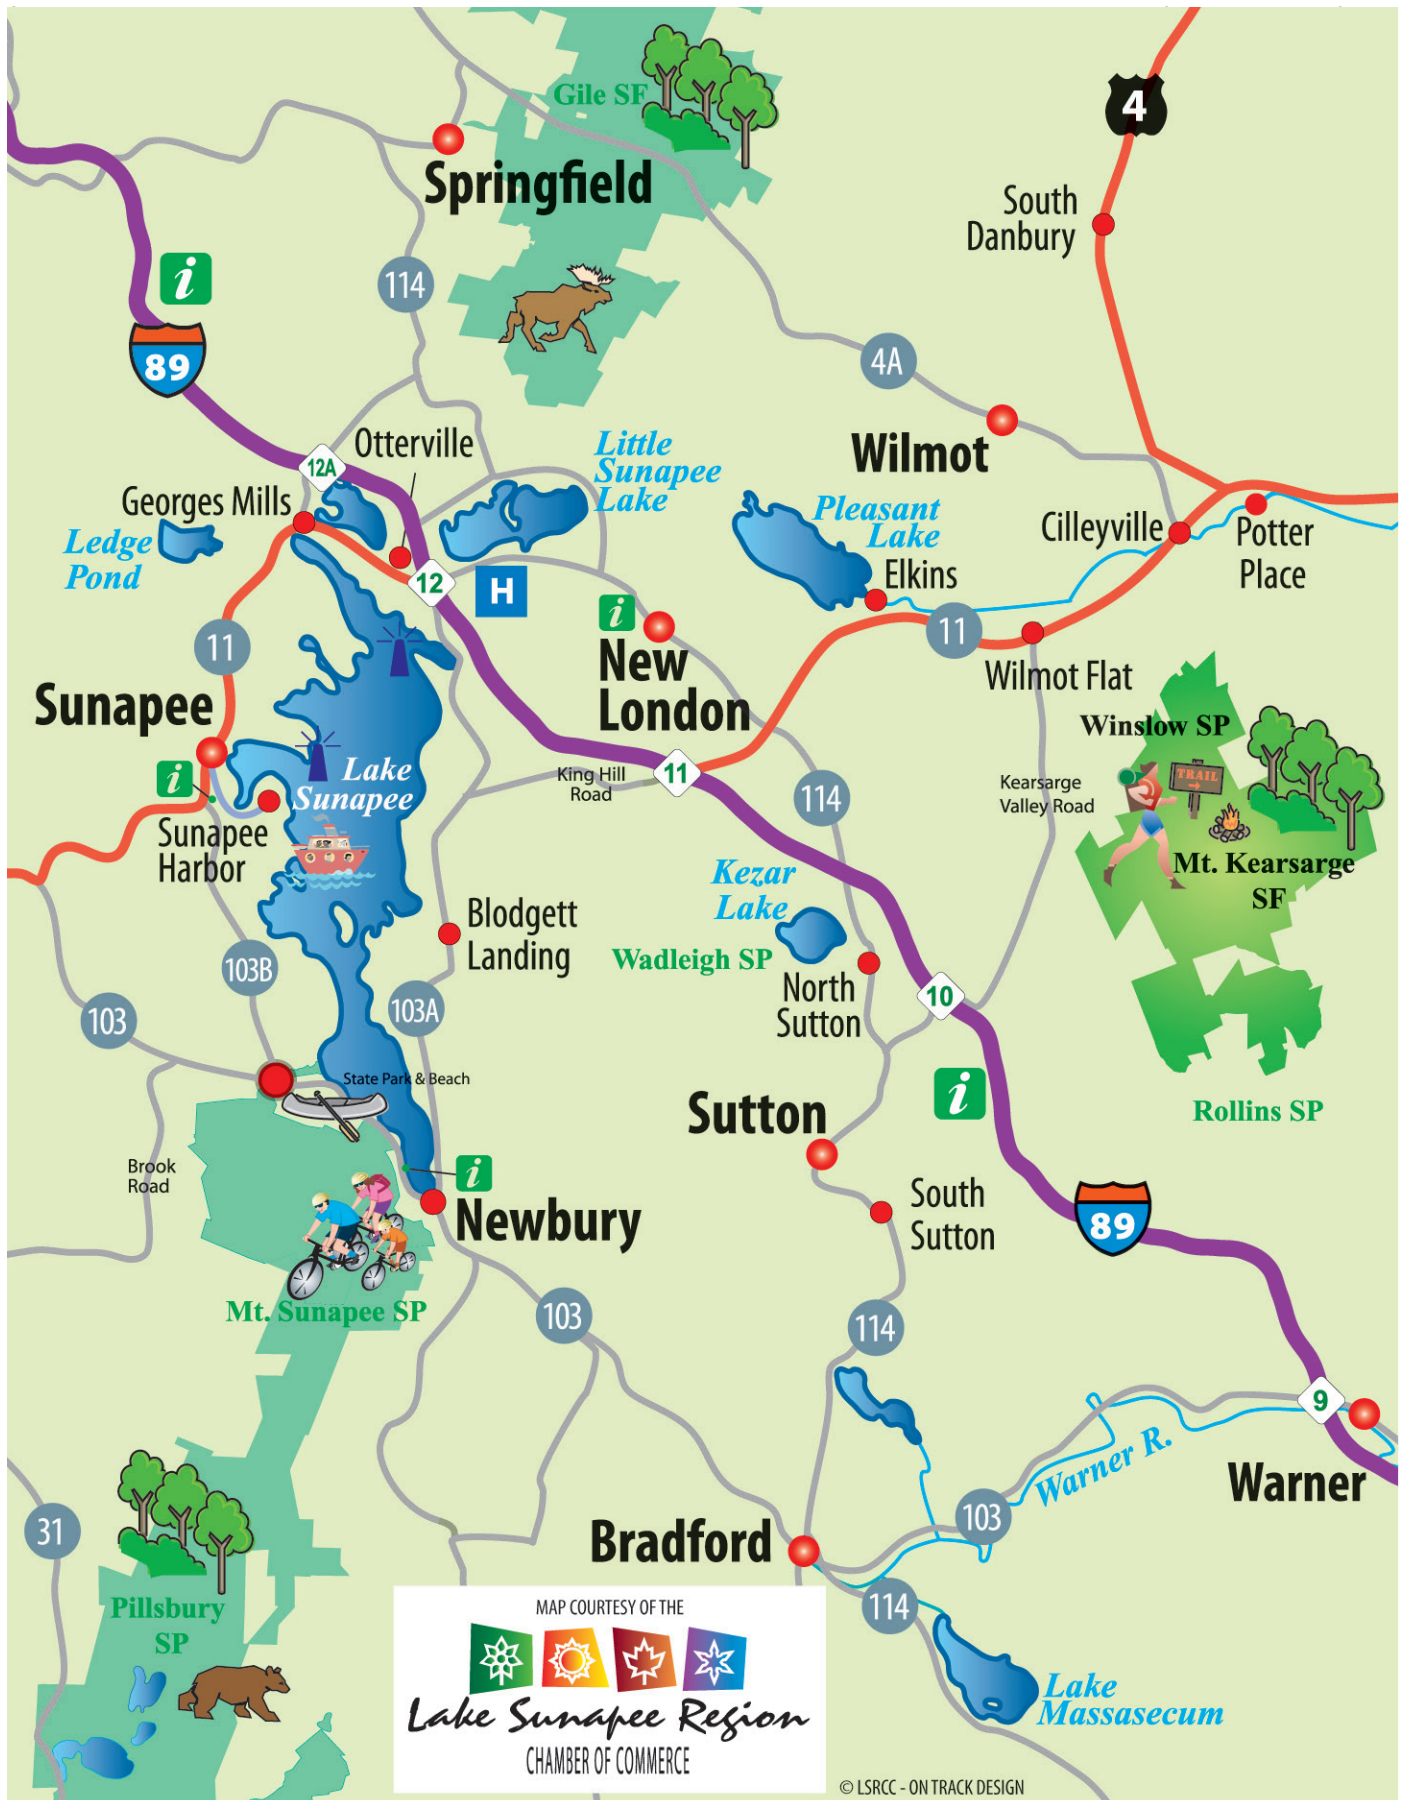 Gile SF
4
Springfield
South
Danbury
114
i
89
4A
Otterville
Little
Sunapee
Lake
Wilmot
12A
Georges Mills
Pleasant
Lake
Ledge
Pond
Cilleyville
Potter
Place
Elkins
12
H
i
11
11
New
London
Wilmot Flat
Sunapee
Winslow SP
TRAIL
Lake
Sunapee
i
King Hill
Road
11
Kearsarge
Valley Road
114
Sunapee
Harbor
Mt. Kearsarge
SF
Kezar
Lake
Blodgett
Landing
Wadleigh SP
103B
North
Sutton
10
103A
103
State Park & Beach
i
Sutton
Rollins SP
Brook
Road
i
Newbury
South
Sutton
89
Mt. Sunapee SP
103
114
9
Warner R.
Warner
31
103
Bradford
Pillsbury
SP
114
MAP COURTESY OF THE
Lake Sunapee Region
CHAMBER OF COMMERCE
Lake
Massasecum
© LSRCC - ON TRACK DESIGN